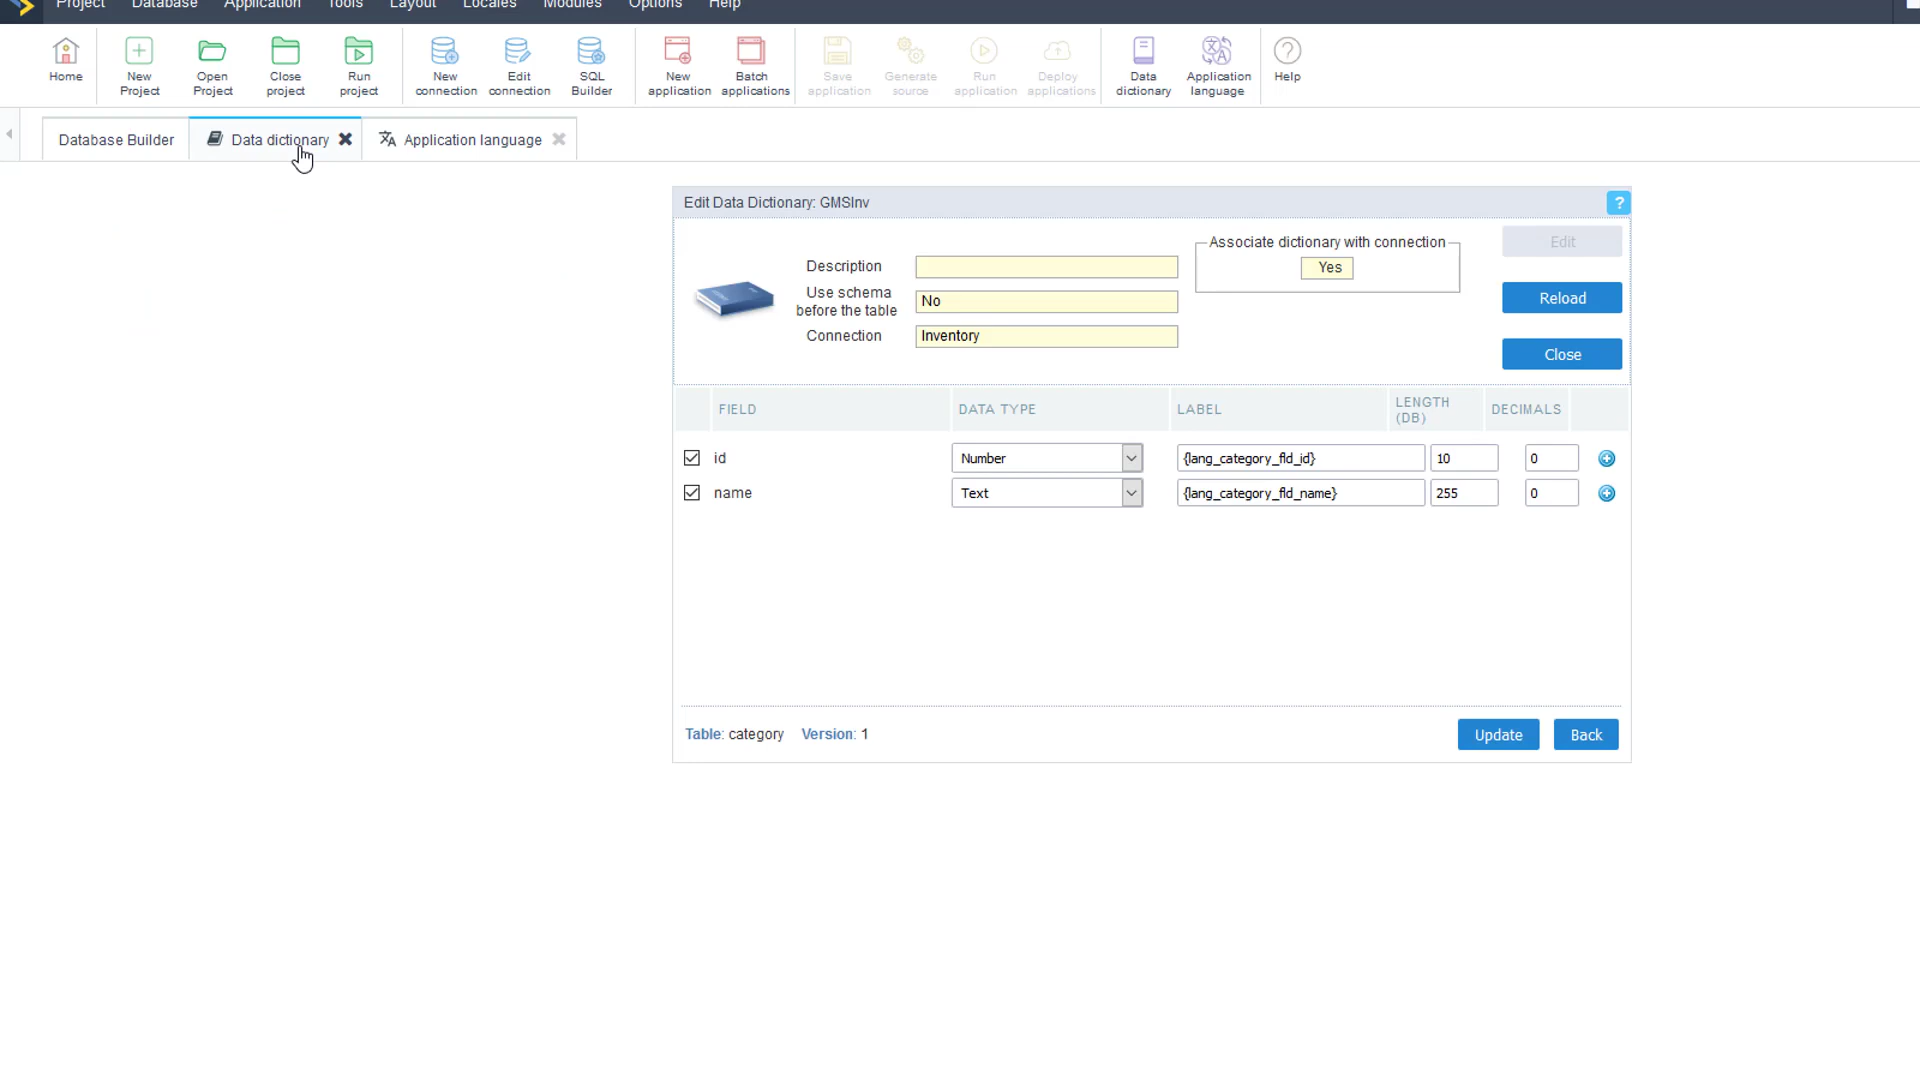 Project Database Application Tools Layout Locales Modules Options Help
Home
New Project
Open Project
Close project
Run project
New connection
Edit connection
SQL Builder
New application
Batch applications
Save application
Generate source
Run application
Deploy applications
Data dictionary
Application language
Help
Database Builder
Data dictionary
Application language
Edit Data Dictionary: GMSInv
?
Description
Associate dictionary with connection
Yes
Edit
Use schema
before the table
No
Reload
Connection
Inventory
Close
FIELD DATA TYPE LABEL LENGTH (DB) DECIMALS
id Number {lang_category_fld_id} 10 0
name Text {lang_category_fld_name} 255 0
Table: category Version: 1
Update Back